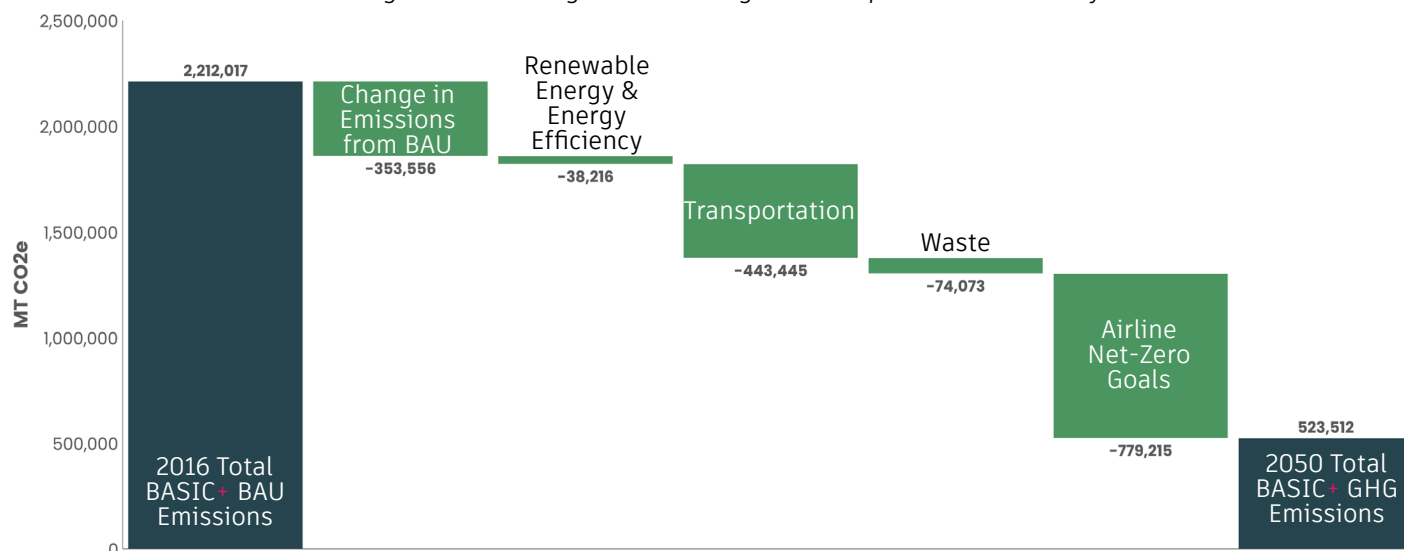 2,500,000
2,212,017
Renewable
Energy &
Energy
Efficiency
Change in
Emissions
from BAU
2,000,000
-353,556
-38,216
Transportation
1,500,000
Waste
-443,445
-74,073
MT CO2e
1,000,000
Airline
Net-Zero
Goals
500,000
523,512
-779,215
2016 Total
BASIC+ BAU
Emissions
2050 Total
BASIC+ GHG
Emissions
0